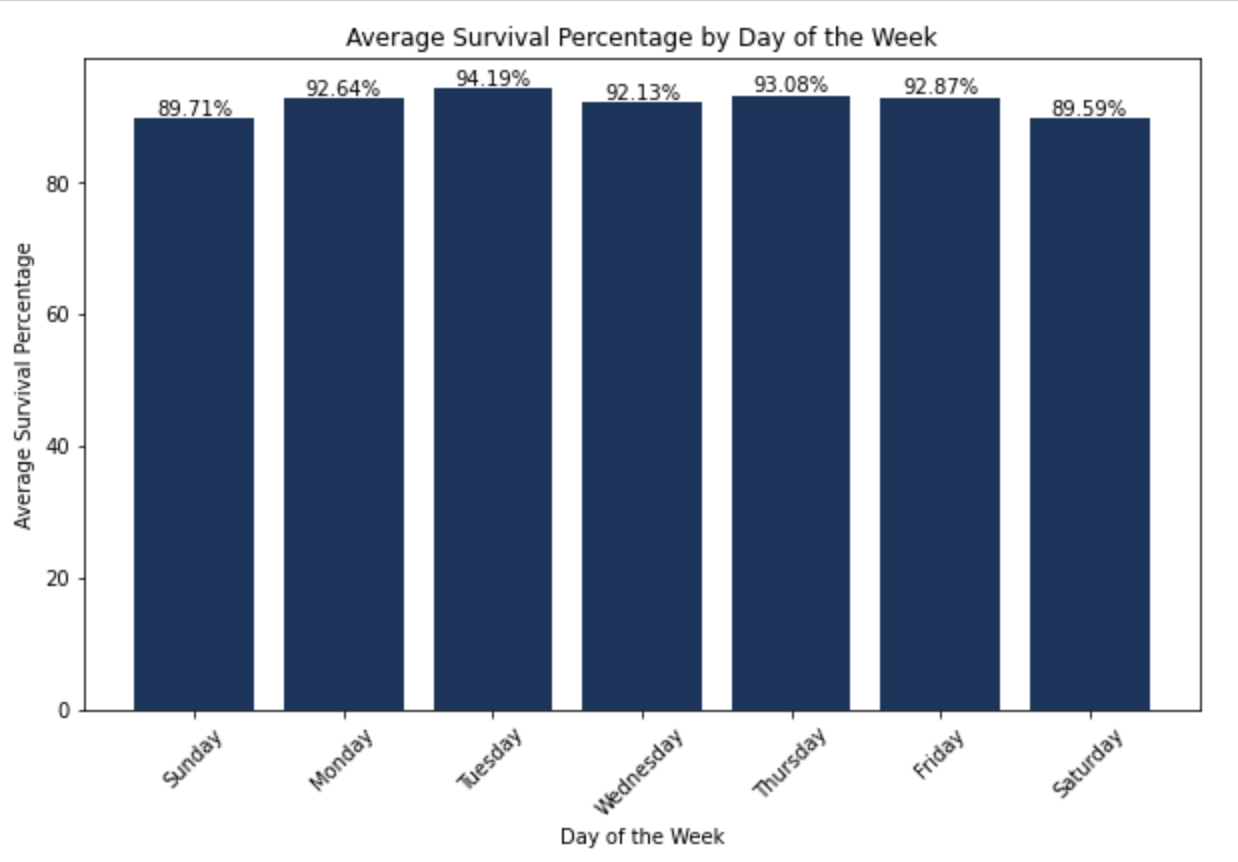 Average Survival Percentage by Day of the Week
89.71%
92.64%
94.19%
92.13%
93.08%
92.87%
89.59%
Average Survival Percentage
80
60
40
20
0
Sunday
Monday
Tuesday
Wednesday
Thursday
Friday
Saturday
Day of the Week